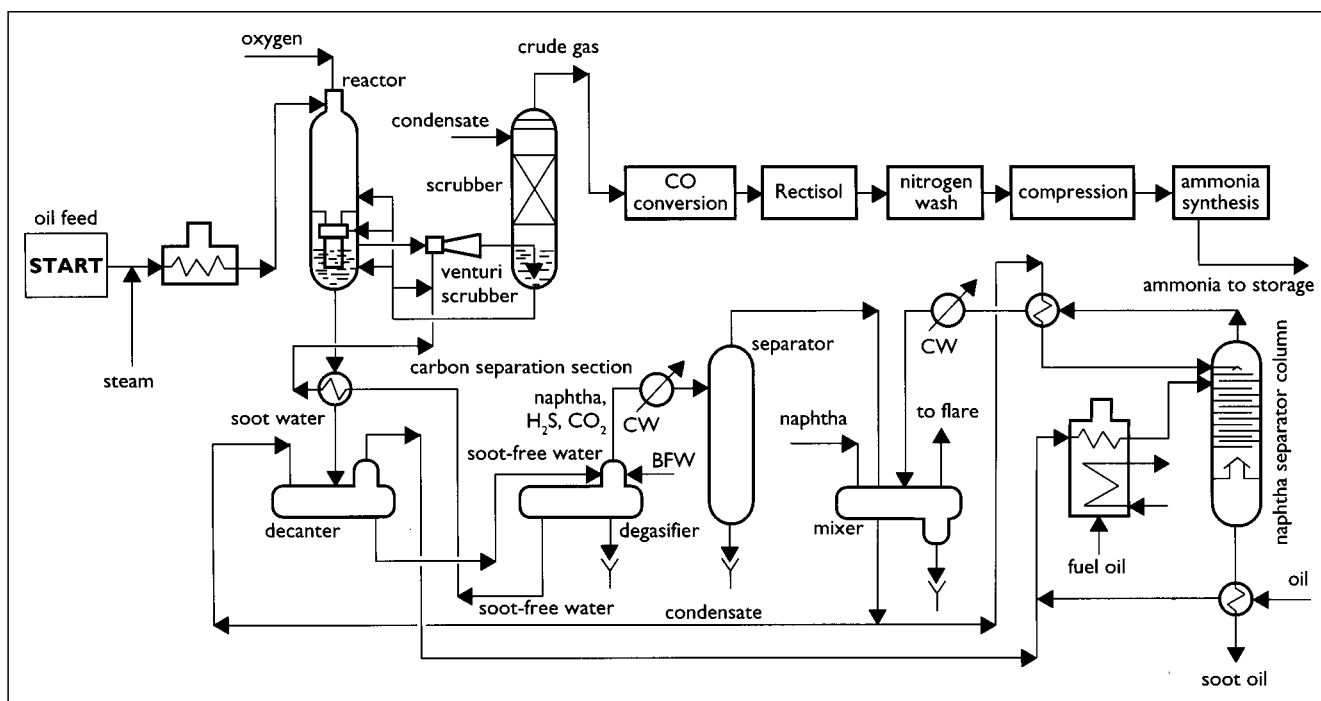 oxygen
reactor
crude gas
condensate
scrubber
CO
conversion
Rectisol
nitrogen
wash
compression
ammonia
synthesis
oil feed
START
venturi
scrubber
ammonia to storage
steam
carbon separation section
separator
CW
naphtha,
H₂S, CO₂
CW
soot water
naphtha
to flare
soot-free water
BFW
naphtha separator column
decanter
degasifier
mixer
fuel oil
oil
soot-free water
condensate
soot oil